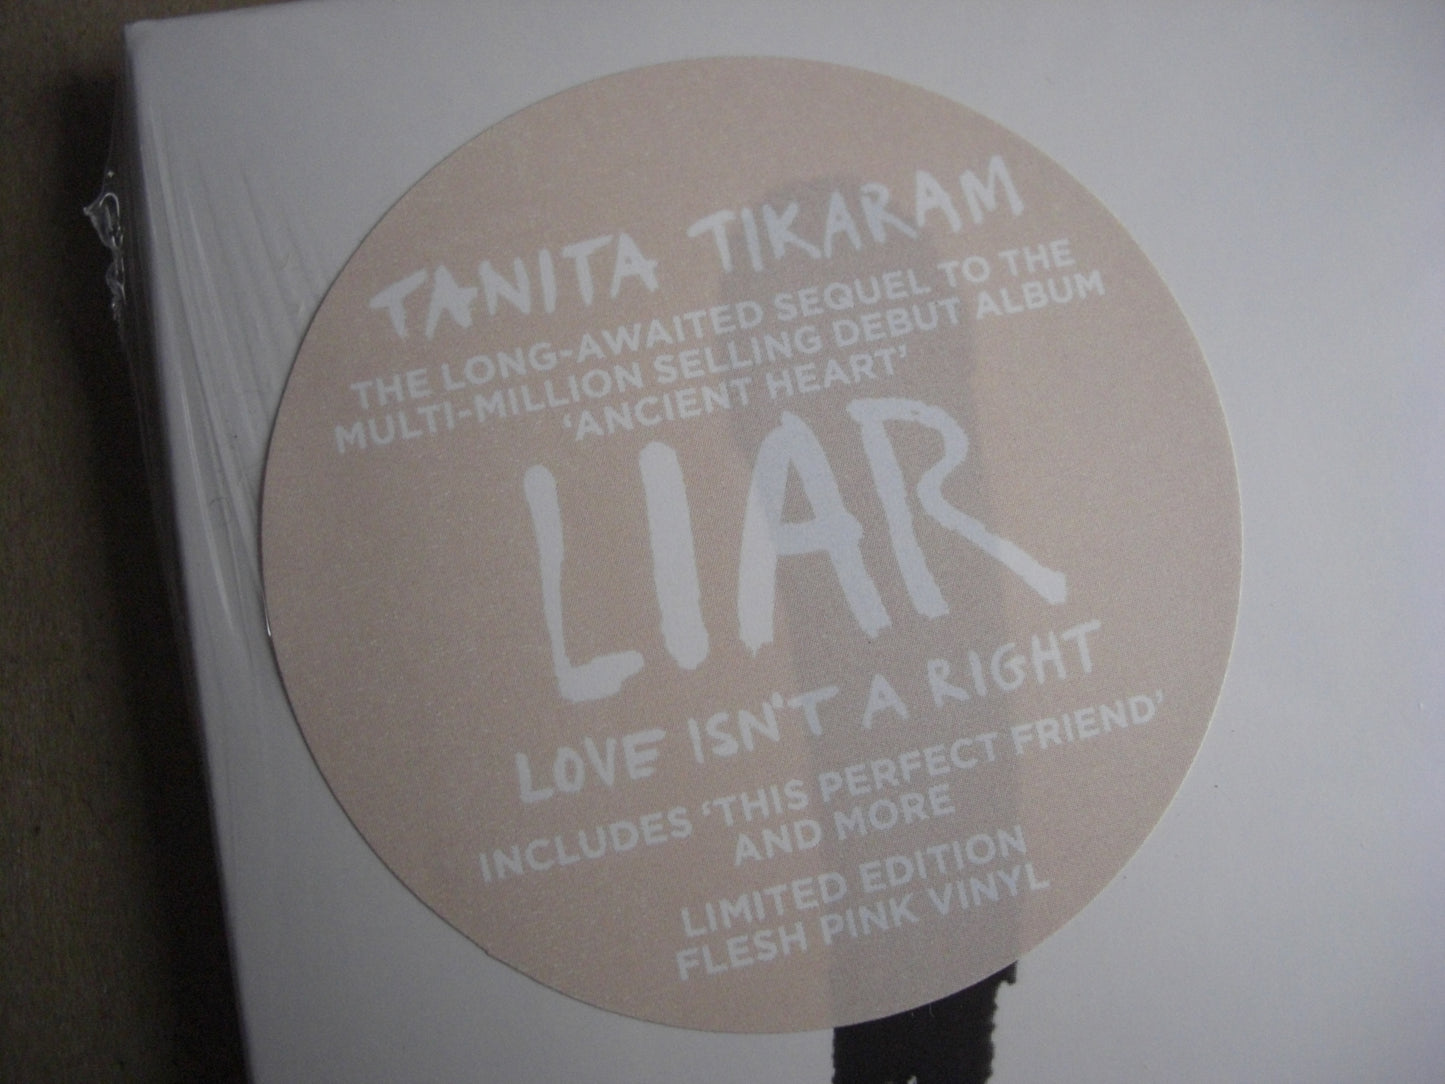 TANITA TIKARAM
THE LONG-AWAITED SEQUEL TO THE
MULTI-MILLION SELLING DEBUT ALBUM
‘ANCIENT HEART’
LIAR
LOVE ISN'T A RIGHT
INCLUDES ‘THIS PERFECT FRIEND’
AND MORE
LIMITED EDITION
FLESH PINK VINYL